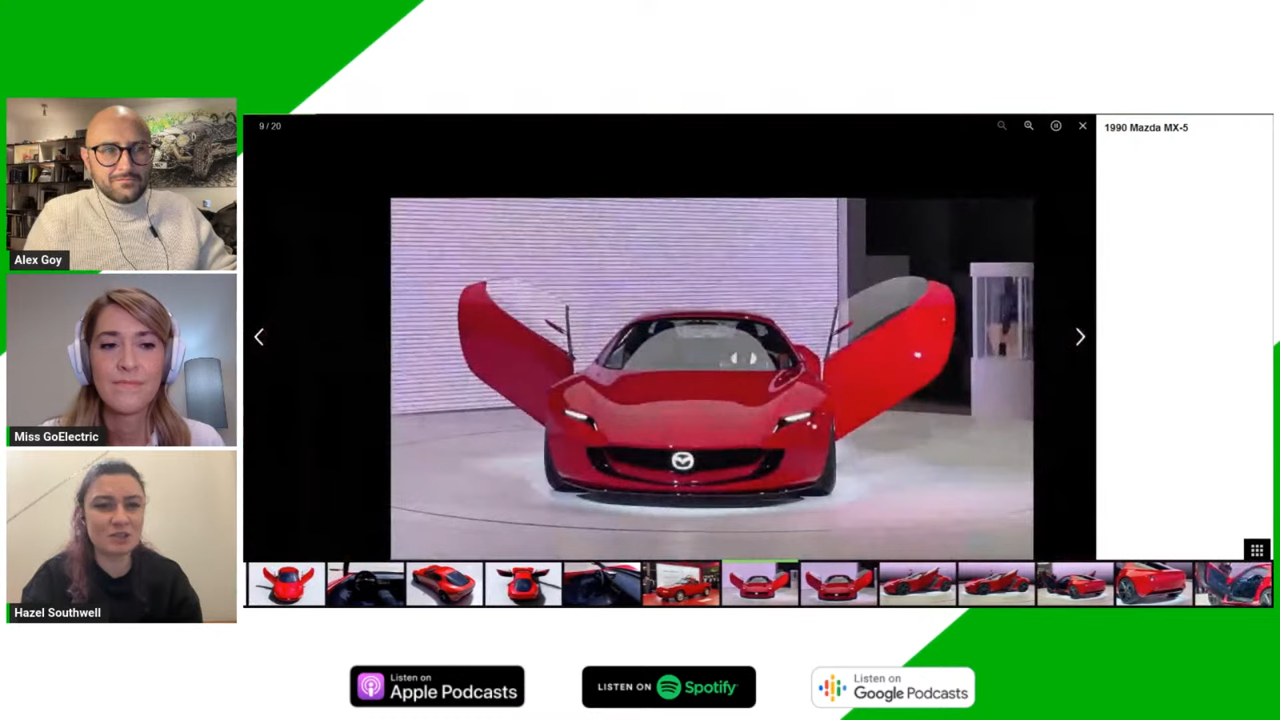 9 / 20
1990 Mazda MX-5
Alex Goy
Miss GoElectric
Hazel Southwell
Listen on
Apple Podcasts
LISTEN ON Spotify
Listen on
Google Podcasts